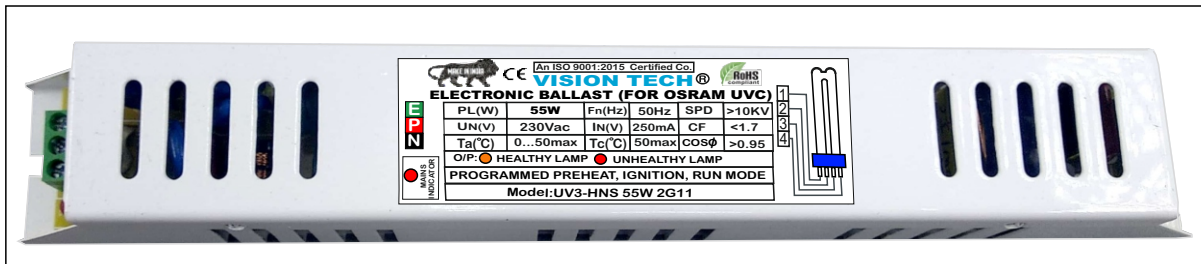 MAKE IN INDIA
CE
An ISO 9001:2015 Certified Co.
VISION TECH®
RoHS
compliant
ELECTRONIC BALLAST (FOR OSRAM UVC)
E
P
N
PL(W) 55W Fn(Hz) 50Hz SPD >10KV
UN(V) 230Vac IN(V) 250mA CF <1.7
Ta(℃) 0...50max Tc(℃) 50max COSϕ >0.95
1
2
3
4
MAINS
INDICATOR
O/P: HEALTHY LAMP UNHEALTHY LAMP
PROGRAMMED PREHEAT, IGNITION, RUN MODE
Model:UV3-HNS 55W 2G11